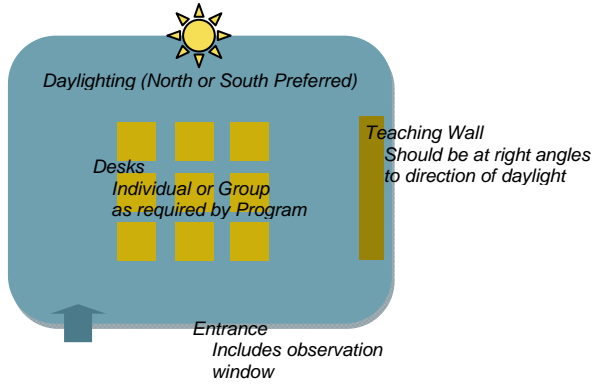 Daylighting (North or South Preferred)
Teaching Wall
Should be at right angles
to direction of daylight
Desks
Individual or Group
as required by Program
Entrance
Includes observation
window